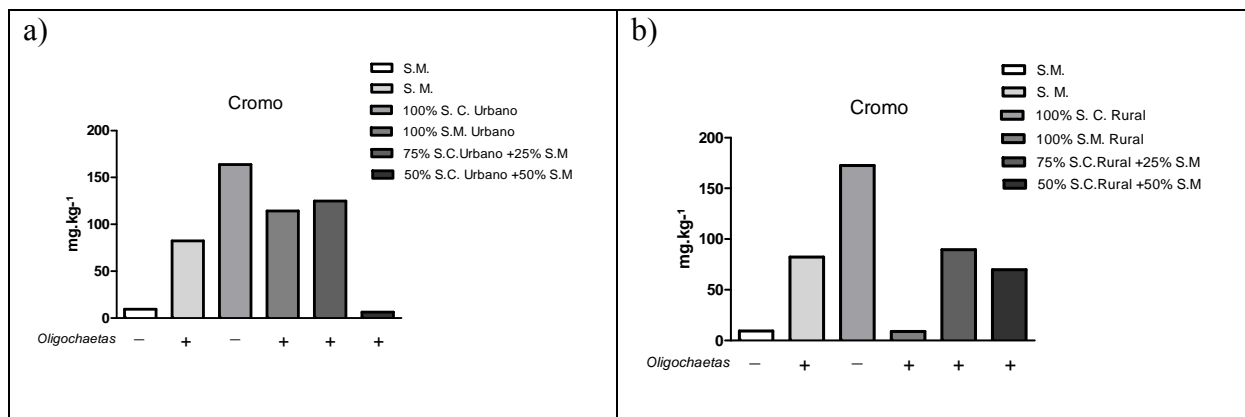 a)
S.M.
S. M.
100% S. C. Urbano
100% S.M. Urbano
75% S.C.Urbano +25% S.M
50% S.C. Urbano +50% S.M
Cromo
200
150
100
50
0
mg.kg⁻¹
Oligochaetas − + − + + +
b)
S.M.
S. M.
100% S. C. Rural
100% S.M. Rural
75% S.C.Rural +25% S.M
50% S.C.Rural +50% S.M
Cromo
200
150
100
50
0
mg.kg⁻¹
Oligochaetas − + − + + +